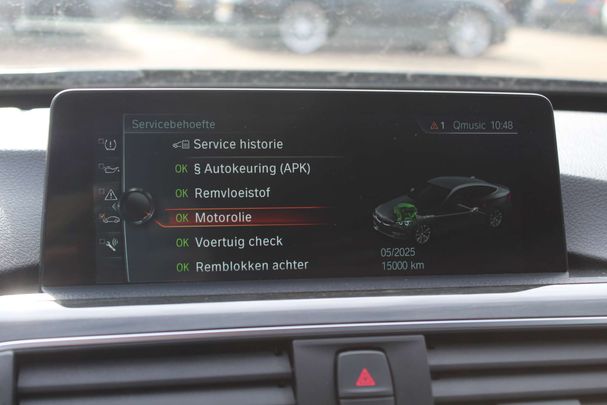 Servicebehoefte
1 Qmusic 10:48
Service historie
OK § Autokeuring (APK)
OK Remvloeistof
OK Motorolie
OK Voertuig check
OK Remblokken achter
05/2025
15000 km